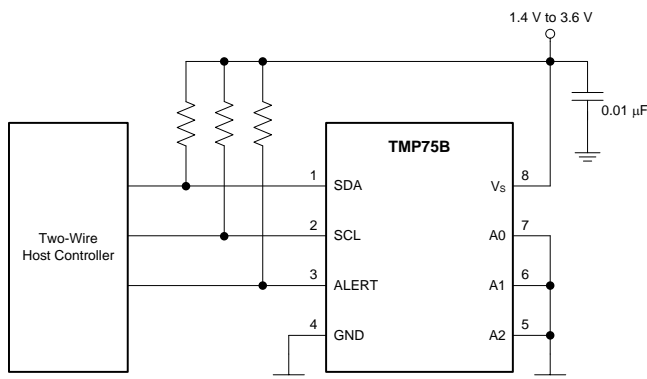 1.4 V to 3.6 V
0.01 μF
TMP75B
Two-Wire
Host Controller
1 SDA
2 SCL
3 ALERT
4 GND
8 VS
7 A0
6 A1
5 A2